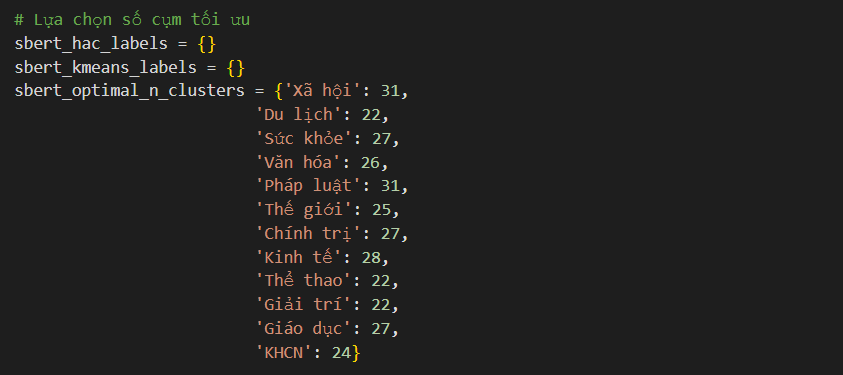 # Lựa chọn số cụm tối ưu
sbert_hac_labels = {}
sbert_kmeans_labels = {}
sbert_optimal_n_clusters = {'Xã hội': 31,
'Du lịch': 22,
'Sức khỏe': 27,
'Văn hóa': 26,
'Pháp luật': 31,
'Thế giới': 25,
'Chính trị': 27,
'Kinh tế': 28,
'Thể thao': 22,
'Giải trí': 22,
'Giáo dục': 27,
'KHCN': 24}